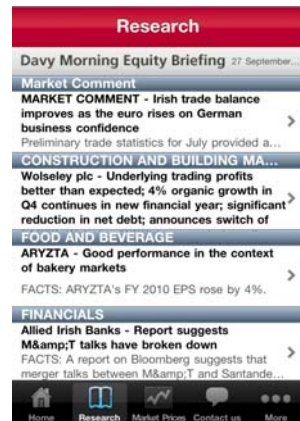 Research
Davy Morning Equity Briefing 27 September...
Market Comment
MARKET COMMENT - Irish trade balance
improves as the euro rises on German
business confidence
Preliminary trade statistics for July provided a...
CONSTRUCTION AND BUILDING MA...
Wolseley plc - Underlying trading profits
better than expected; 4% organic growth in
Q4 continues in new financial year; significant
reduction in net debt; announces switch of
FOOD AND BEVERAGE
ARYZTA - Good performance in the context
of bakery markets
FACTS: ARYZTA's FY 2010 EPS rose by 4%.
FINANCIALS
Allied Irish Banks - Report suggests
M&amp;T talks have broken down
FACTS: A report on Bloomberg suggests that
merger talks between M&amp;T and Santande...
Home Research Market Prices Contact us More